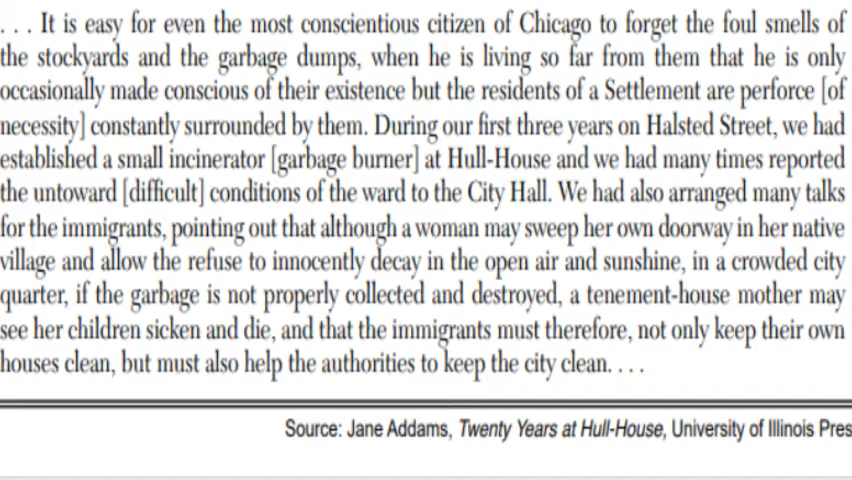 . . . It is easy for even the most conscientious citizen of Chicago to forget the foul smells of
the stockyards and the garbage dumps, when he is living so far from them that he is only
occasionally made conscious of their existence but the residents of a Settlement are perforce [of
necessity] constantly surrounded by them. During our first three years on Halsted Street, we had
established a small incinerator [garbage burner] at Hull-House and we had many times reported
the untoward [difficult] conditions of the ward to the City Hall. We had also arranged many talks
for the immigrants, pointing out that although a woman may sweep her own doorway in her native
village and allow the refuse to innocently decay in the open air and sunshine, in a crowded city
quarter, if the garbage is not properly collected and destroyed, a tenement-house mother may
see her children sicken and die, and that the immigrants must therefore, not only keep their own
houses clean, but must also help the authorities to keep the city clean. . . .
Source: Jane Addams, Twenty Years at Hull-House, University of Illinois Pres